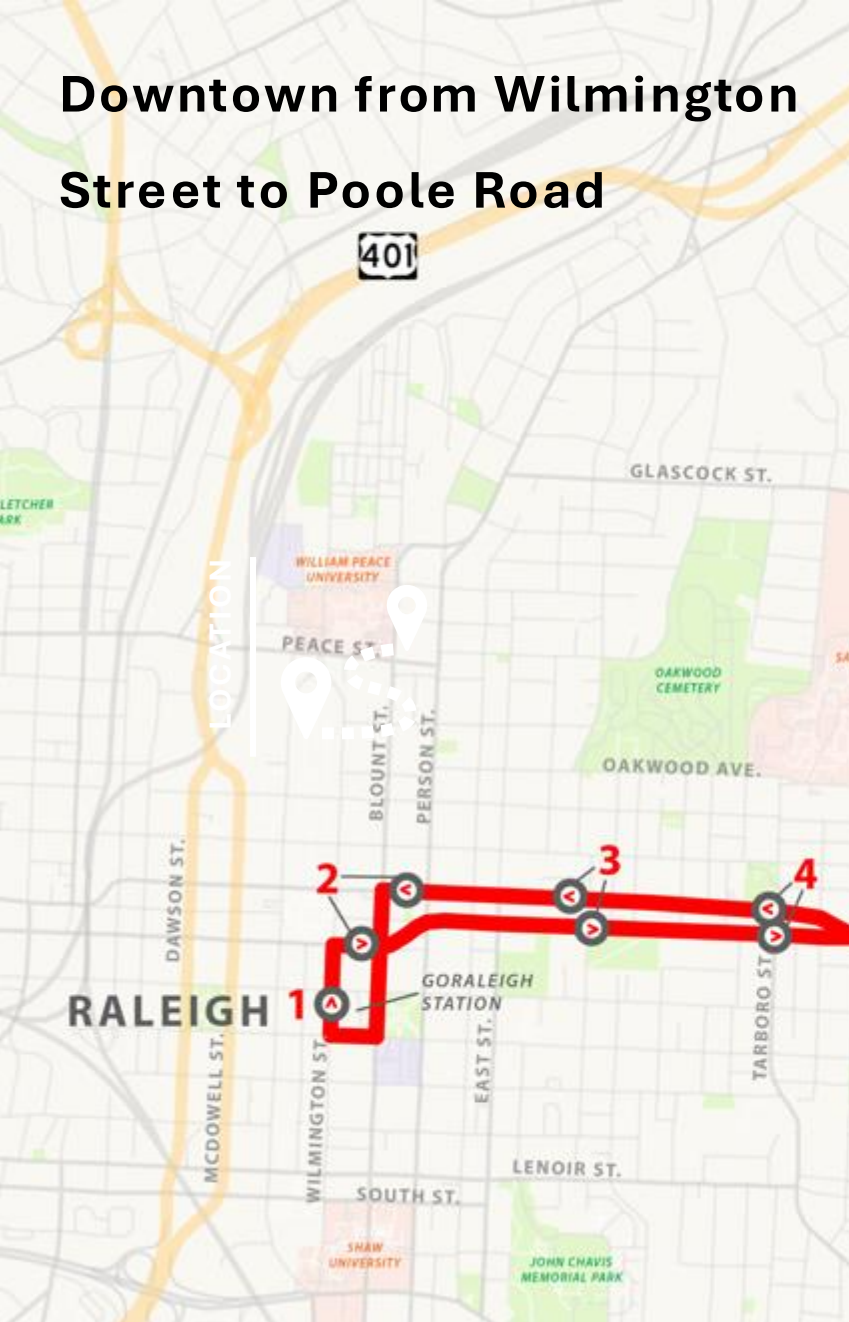 Downtown from Wilmington
Street to Poole Road
401
GLASCOCK ST.
LETCHER
ARK
WILLIAM PEACE
UNIVERSITY
LOCATION
PEACE ST.
OAKWOOD
CEMETERY
SA
BLOUNT ST.
PERSON ST.
OAKWOOD AVE.
DAWSON ST.
2
3
4
<
<
<
>
>
>
RALEIGH
1
^
GORALEIGH
STATION
TARBORO ST
EAST ST.
MCDOWELL ST.
WILMINGTON ST
LENOIR ST.
SOUTH ST.
SHAW
UNIVERSITY
JOHN CHAVIS
MEMORIAL PARK